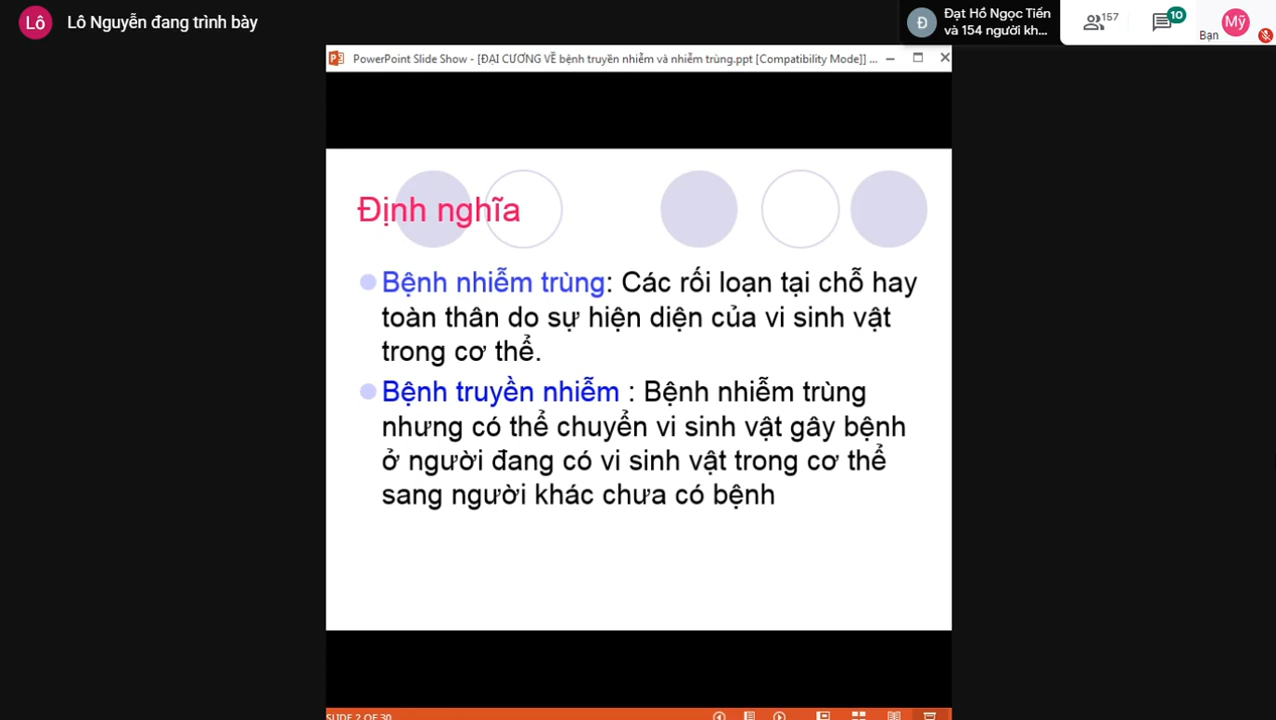 Lô
Lô Nguyễn đang trình bày
Đ
Đạt Hồ Ngọc Tiến
và 154 người kh...
157
10
Mỹ
Bạn
PowerPoint Slide Show - [ĐẠI CƯƠNG VỀ bệnh truyền nhiễm và nhiễm trùng.ppt [Compatibility Mode]] ...
Định nghĩa
Bệnh nhiễm trùng: Các rối loạn tại chỗ hay
toàn thân do sự hiện diện của vi sinh vật
trong cơ thể.
Bệnh truyền nhiễm : Bệnh nhiễm trùng
nhưng có thể chuyển vi sinh vật gây bệnh
ở người đang có vi sinh vật trong cơ thể
sang người khác chưa có bệnh
SLIDE 2 OF 30